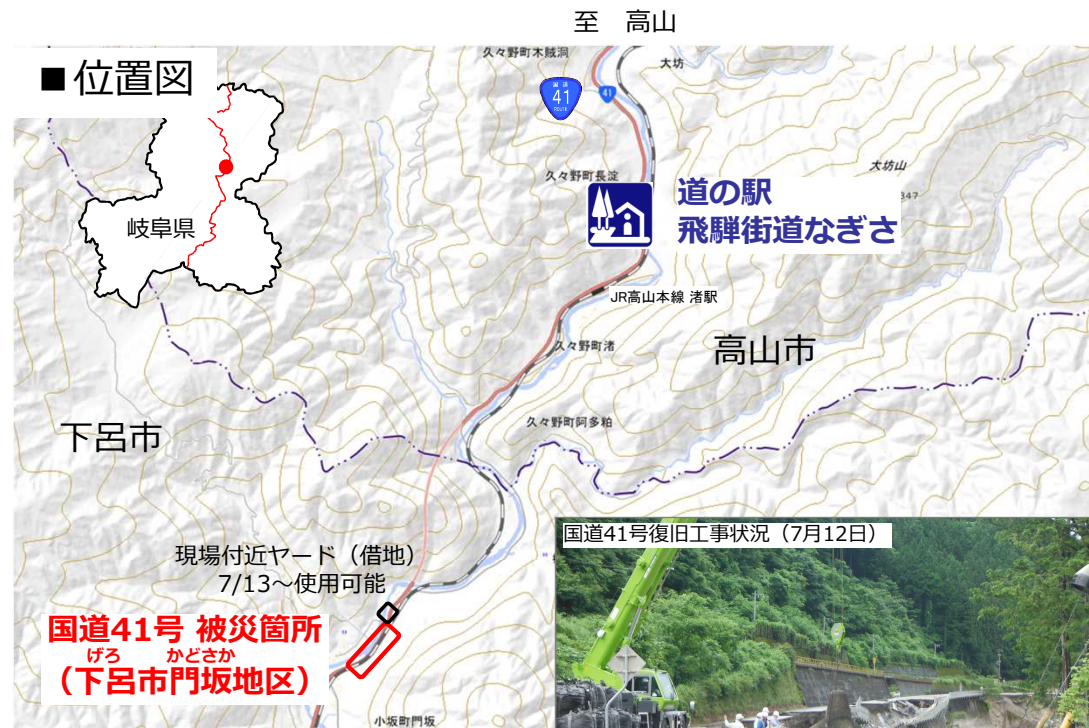 至 高山
■位置図
久々野町木賊洞
大坊
国道
41
ROUTE
41
大坊山
久々野町長淀
道の駅
飛騨街道なぎさ
847
岐阜県
JR高山本線 渚駅
久々野町渚
高山市
下呂市
久々野町阿多粕
国道41号復旧工事状況（7月12日）
現場付近ヤード（借地）
7/13～使用可能
国道41号 被災箇所
げろ かどさか
（下呂市門坂地区）
小坂町門坂